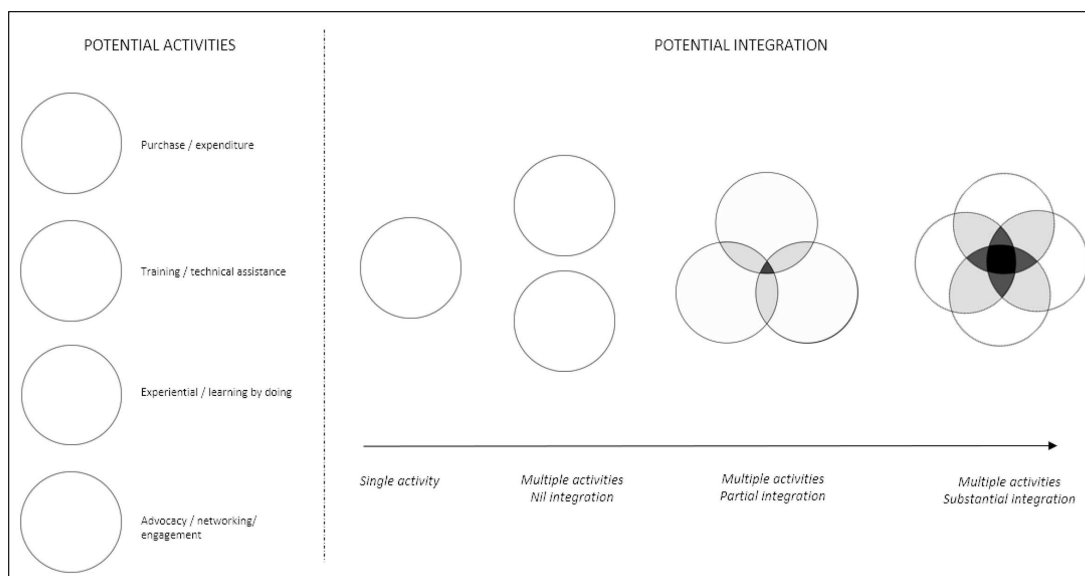 POTENTIAL ACTIVITIES
Purchase / expenditure
Training / technical assistance
Experiential / learning by doing
Advocacy / networking/
engagement
POTENTIAL INTEGRATION
Single activity
Multiple activities
Nil integration
Multiple activities
Partial integration
Multiple activities
Substantial integration